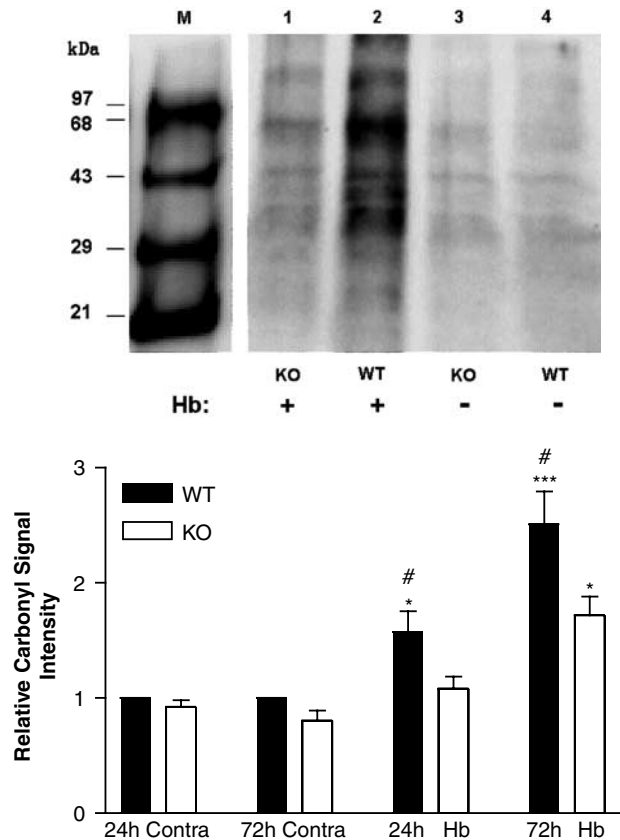 M 1 2 3 4
kDa
97
68
43
29
21
KO WT KO WT
Hb: + + - -
3
2
1
0
Relative Carbonyl Signal
Intensity
WT
KO
#
*
#
***
*
24h Contra 72h Contra 24h Hb 72h Hb